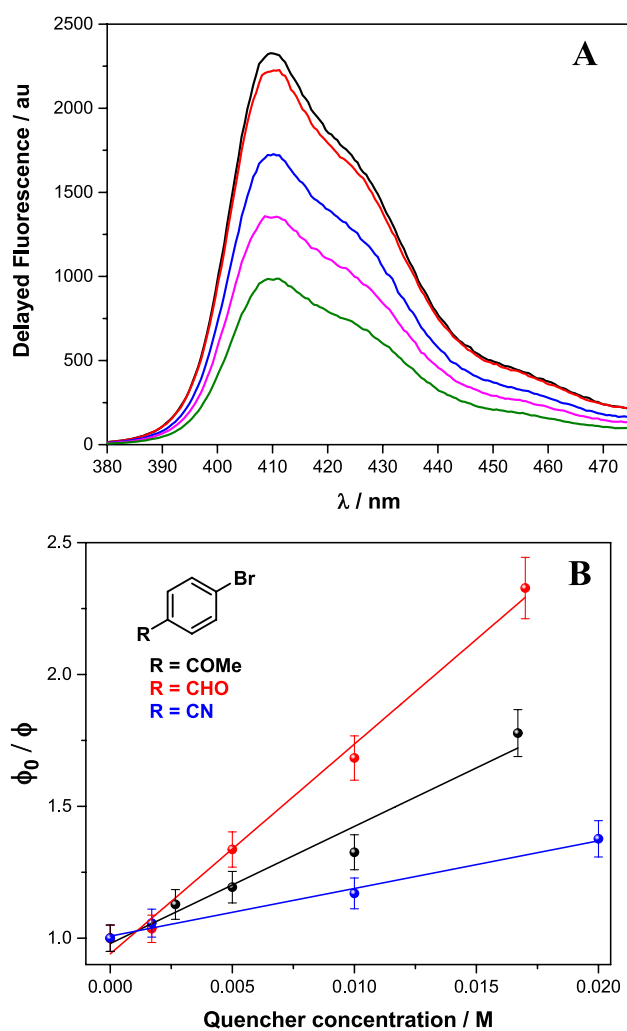 A
Delayed Fluorescence / au
2500
2000
1500
1000
500
0
380 390 400 410 420 430 440 450 460 470
λ / nm
B
Br
R
R = COMe
R = CHO
R = CN
ϕ0 / ϕ
2.5
2.0
1.5
1.0
0.000 0.005 0.010 0.015 0.020
Quencher concentration / M